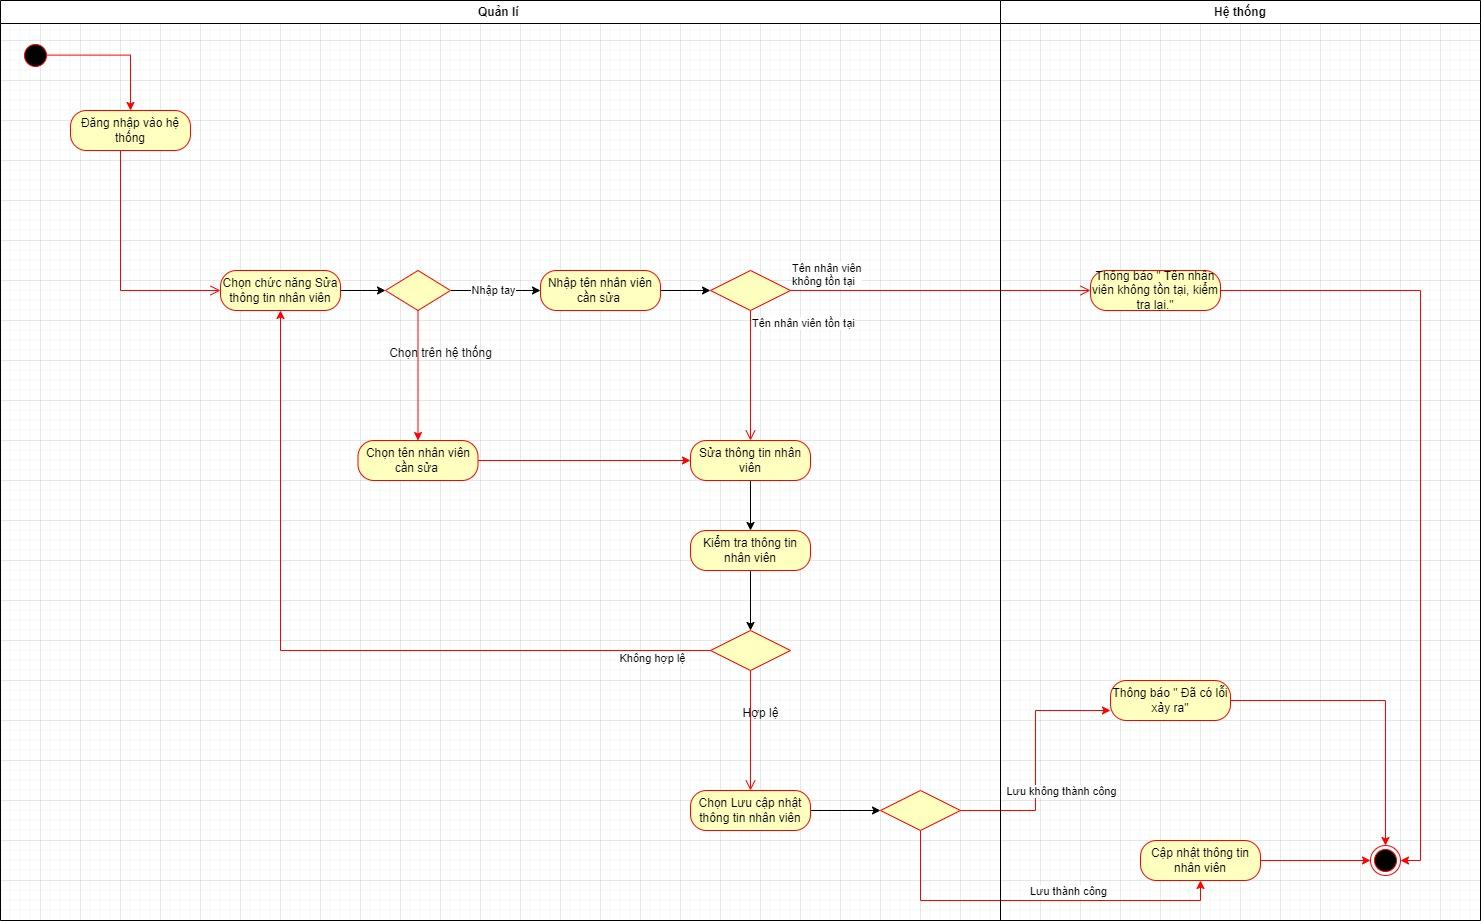 Quản lí
Hệ thống
Đăng nhập vào hệ
thống
Chọn chức năng Sửa
thông tin nhân viên
Nhập tay
Nhập tên nhân viên
cần sửa
Tên nhân viên
không tồn tại
Thông báo " Tên nhân
viên không tồn tại, kiểm
tra lại."
Tên nhân viên tồn tại
Chọn trên hệ thống
Chọn tên nhân viên
cần sửa
Sửa thông tin nhân
viên
Kiểm tra thông tin
nhân viên
Không hợp lệ
Hợp lệ
Thông báo " Đã có lỗi
xảy ra"
Lưu không thành công
Chọn Lưu cập nhật
thông tin nhân viên
Cập nhật thông tin
nhân viên
Lưu thành công